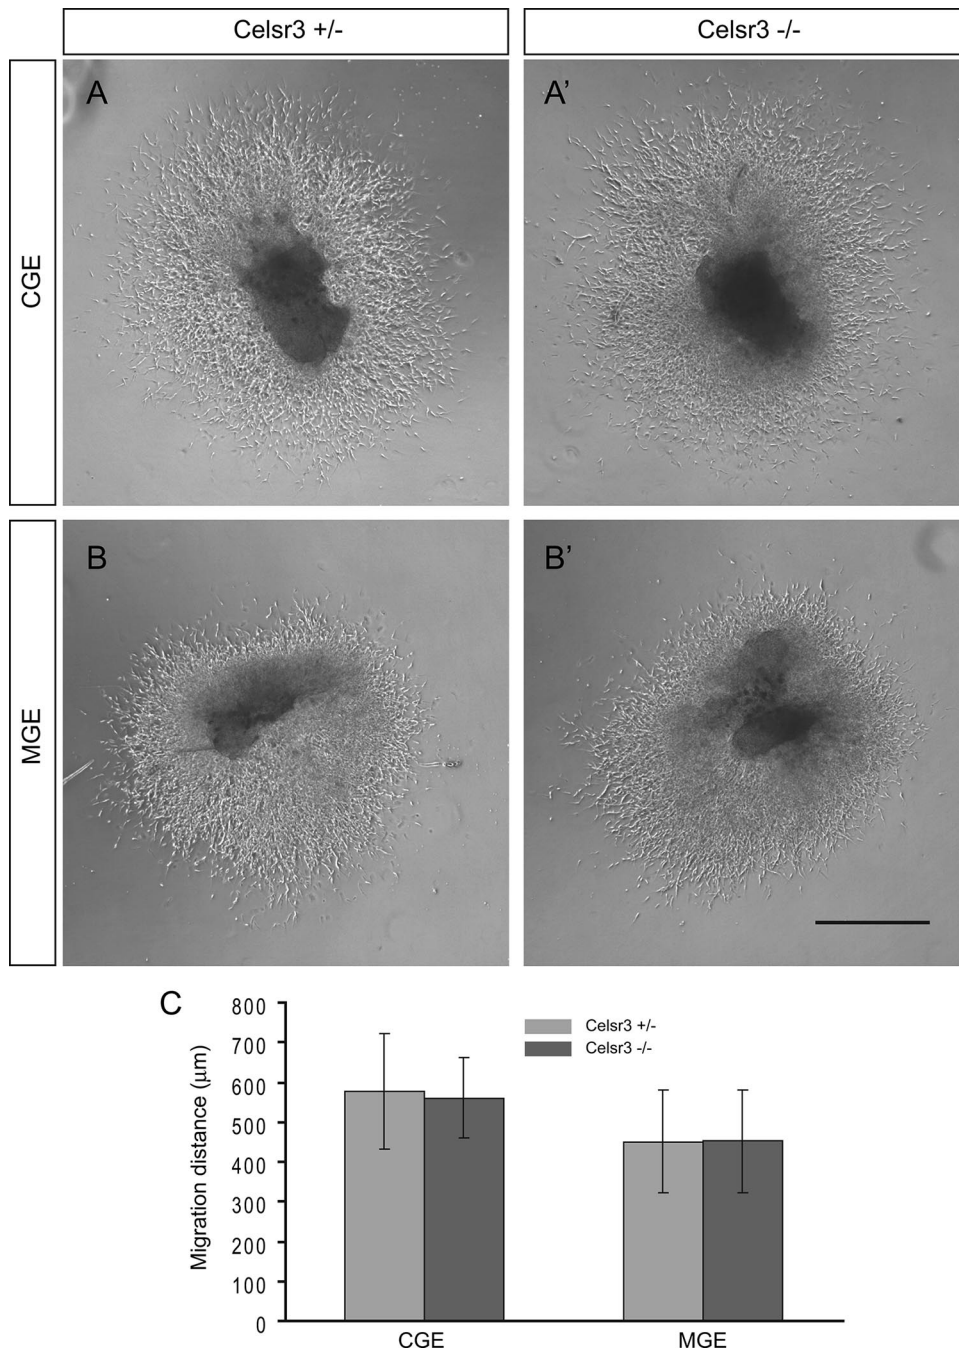 Celsr3 +/-
Celsr3 -/-
CGE
A
A’
MGE
B
B’
C
Migration distance (µm)
800
700
600
500
400
300
200
100
0
Celsr3 +/-
Celsr3 -/-
CGE
MGE